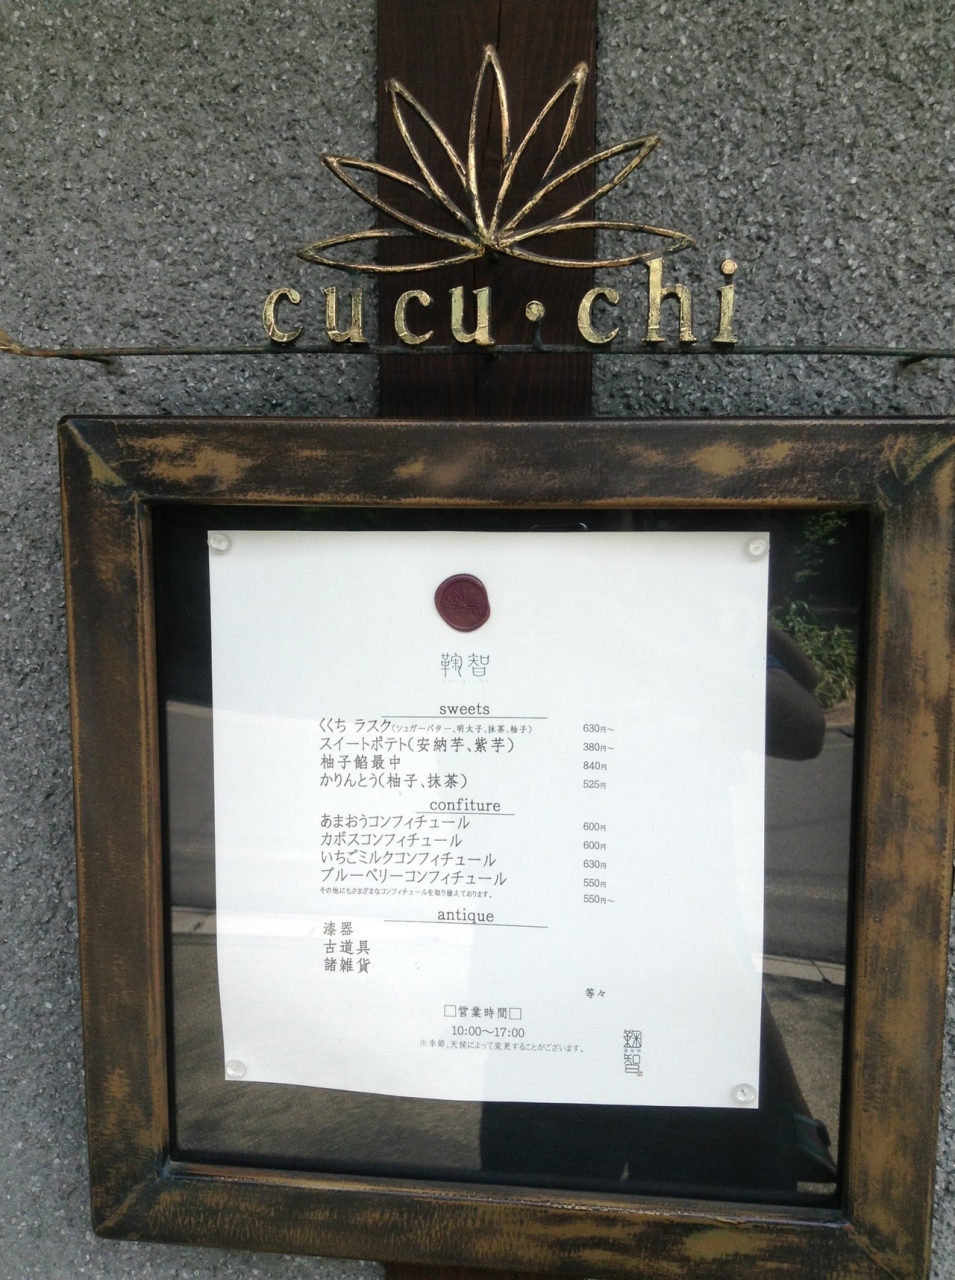 cucu·chi
鞠智
sweets
くくち ラスク(シュガーバター、明太子、抹茶、柚子) 630円～
スイートポテト(安納芋、紫芋) 380円～
柚子餡最中 840円
かりんとう(柚子、抹茶) 525円
confiture
あまおうコンフィチュール 600円
カボスコンフィチュール 600円
いちごミルクコンフィチュール 630円
ブルーベリーコンフィチュール 550円
その他にもさまざまなコンフィチュールを取り揃えております。 550円～
antique
漆器
古道具
諸雑貨
等々
□営業時間□
10:00～17:00
※季節、天候によって変更することがございます。
鞠智